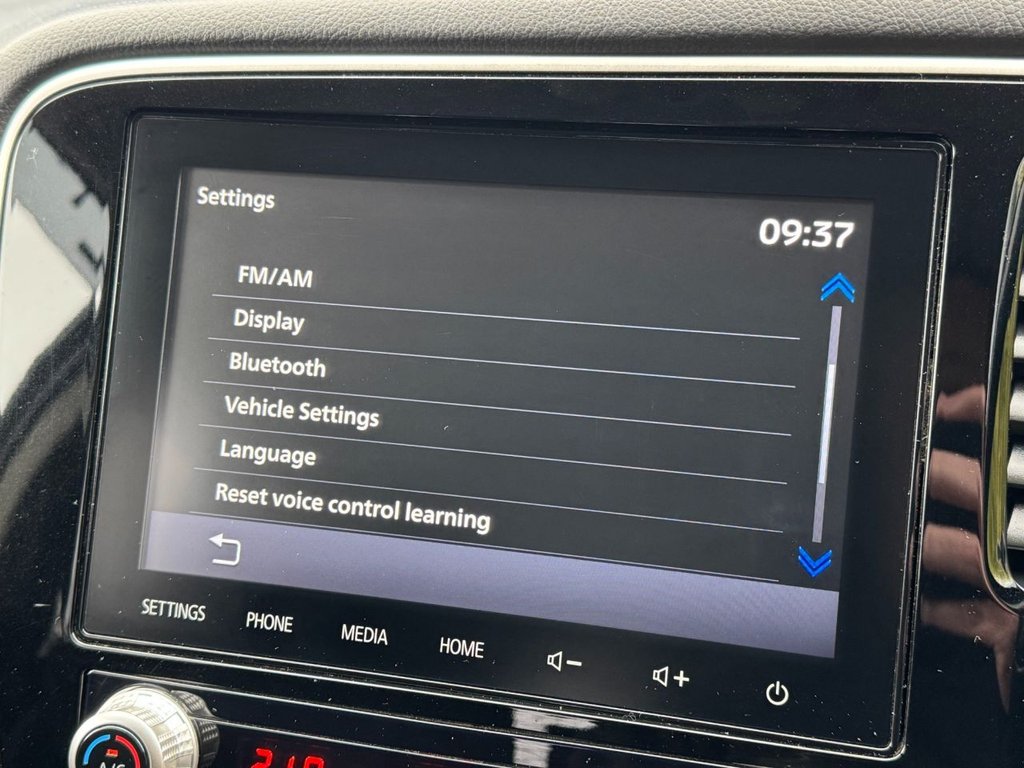 Settings
09:37
FM/AM
Display
Bluetooth
Vehicle Settings
Language
Reset voice control learning
SETTINGS PHONE MEDIA HOME
A/C